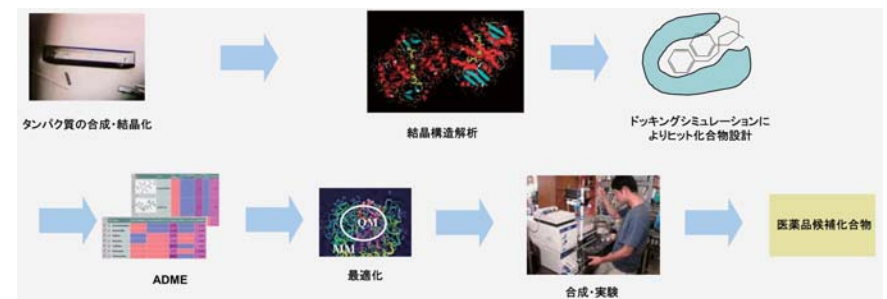 タンパク質の合成・結晶化
結晶構造解析
ドッキングシミュレーションに
よりヒット化合物設計
ADME
QM
MM
最適化
合成・実験
医薬品候補化合物